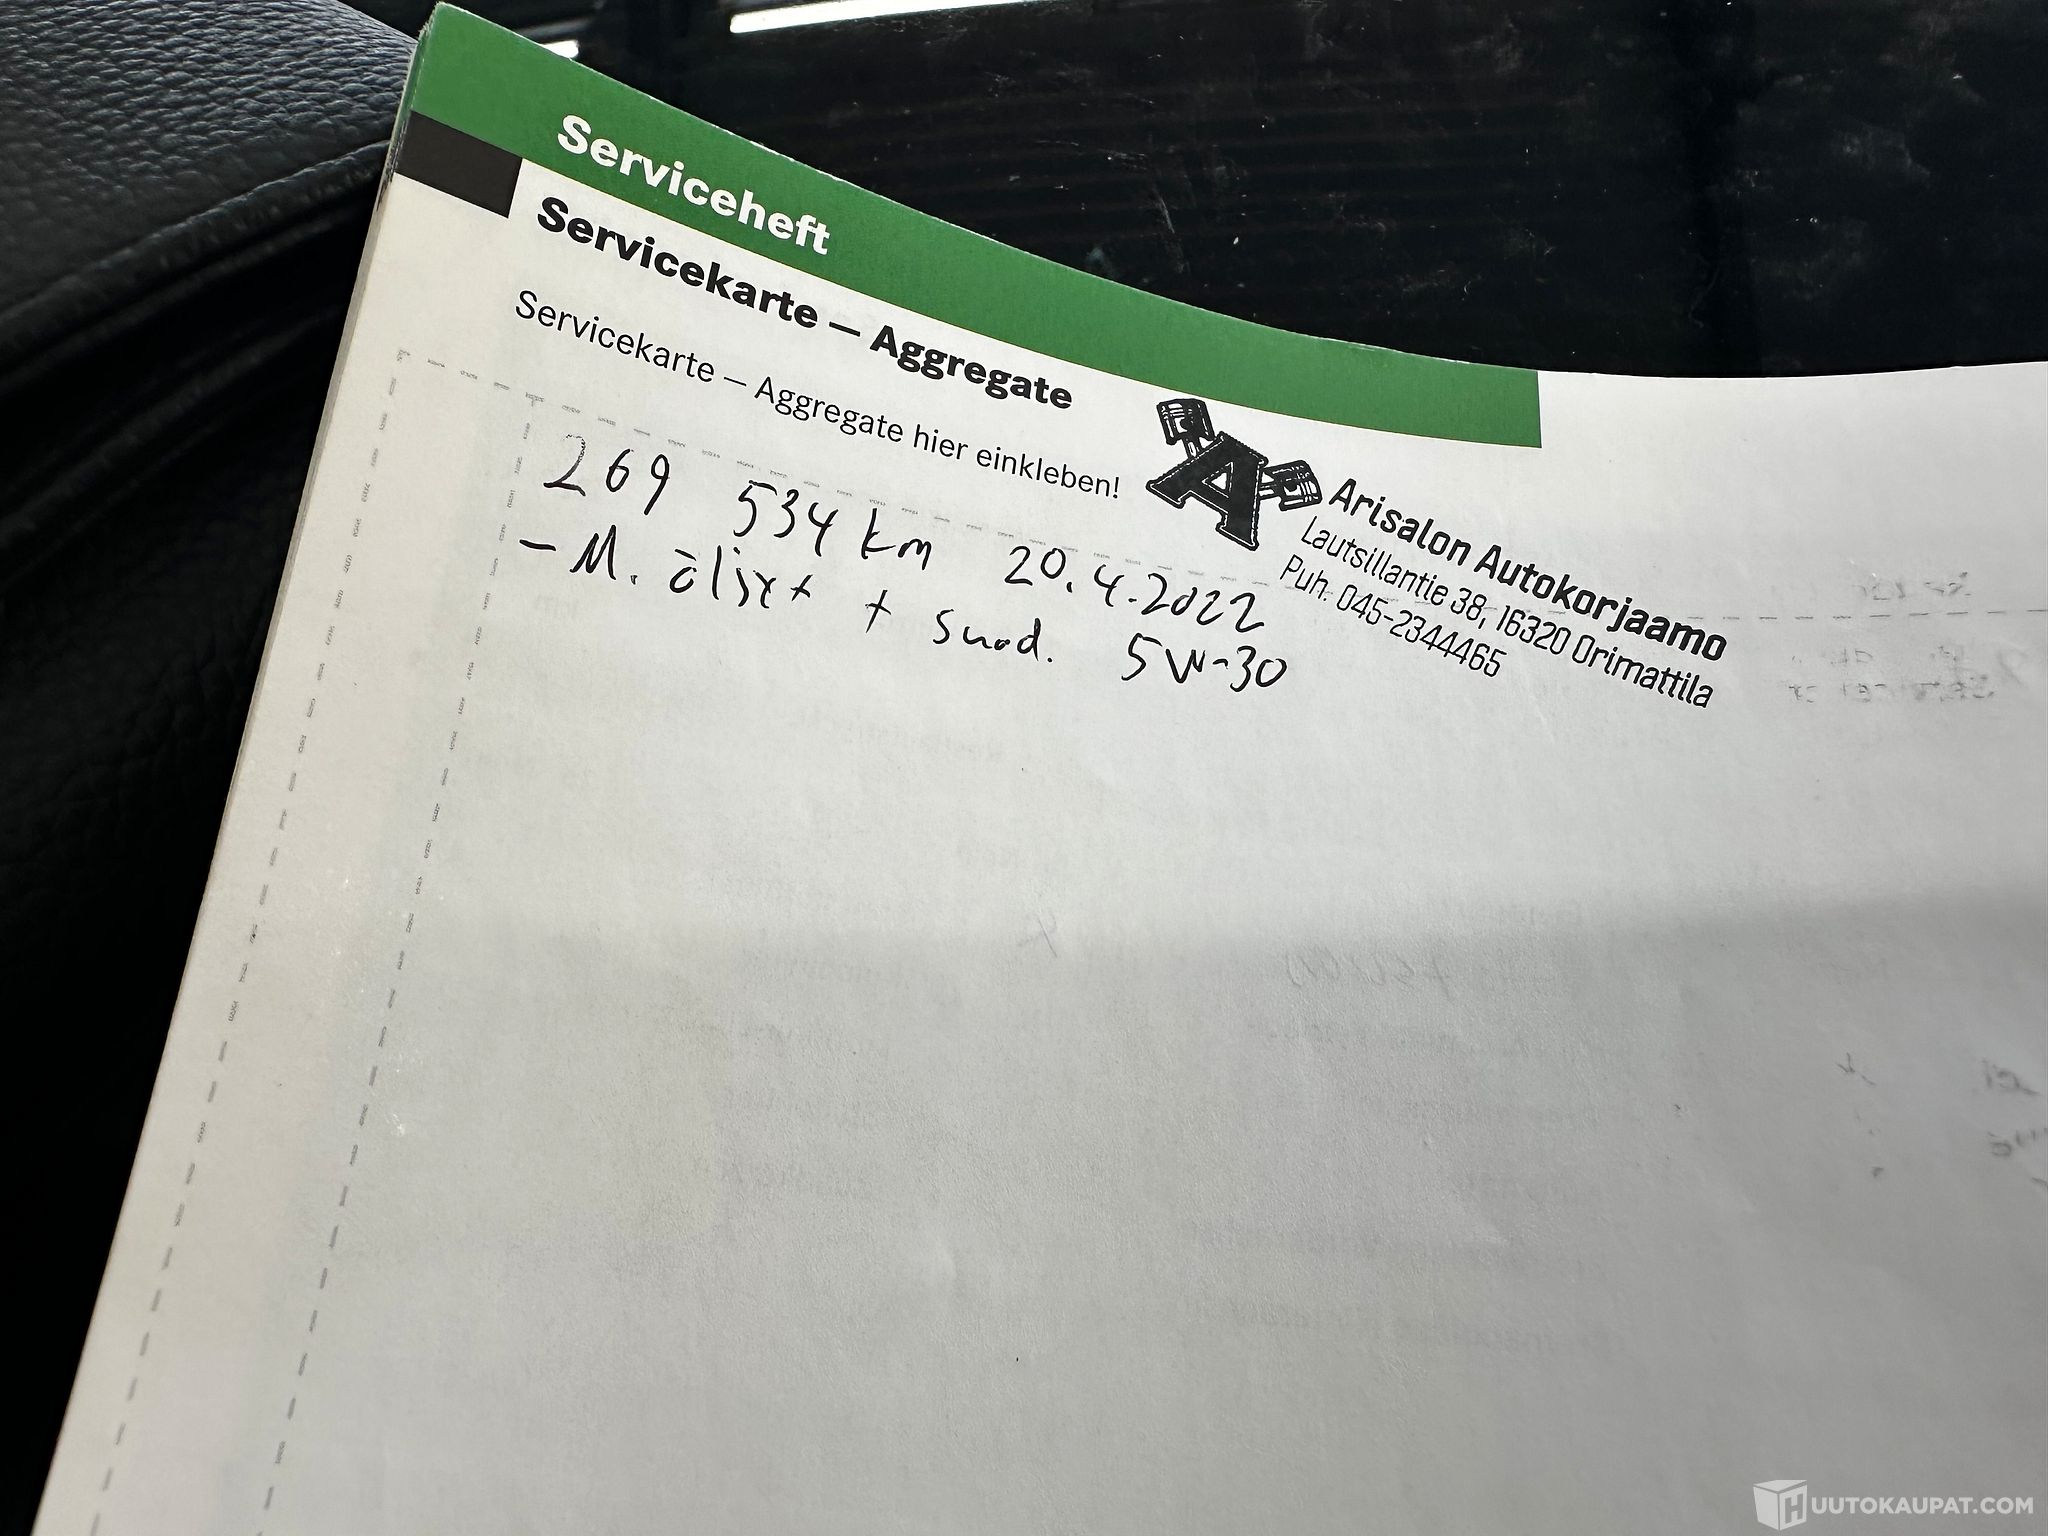 Serviceheft
Servicekarte – Aggregate
Servicekarte – Aggregate hier einkleben!
269 534 km 20.4.2022
- M. öljyt + suod. 5W-30
Arisalon Autokorjaamo
Lautsillantie 38, 16320 Orimattila
Puh. 045-2344465
HUUTOKAUPAT.COM